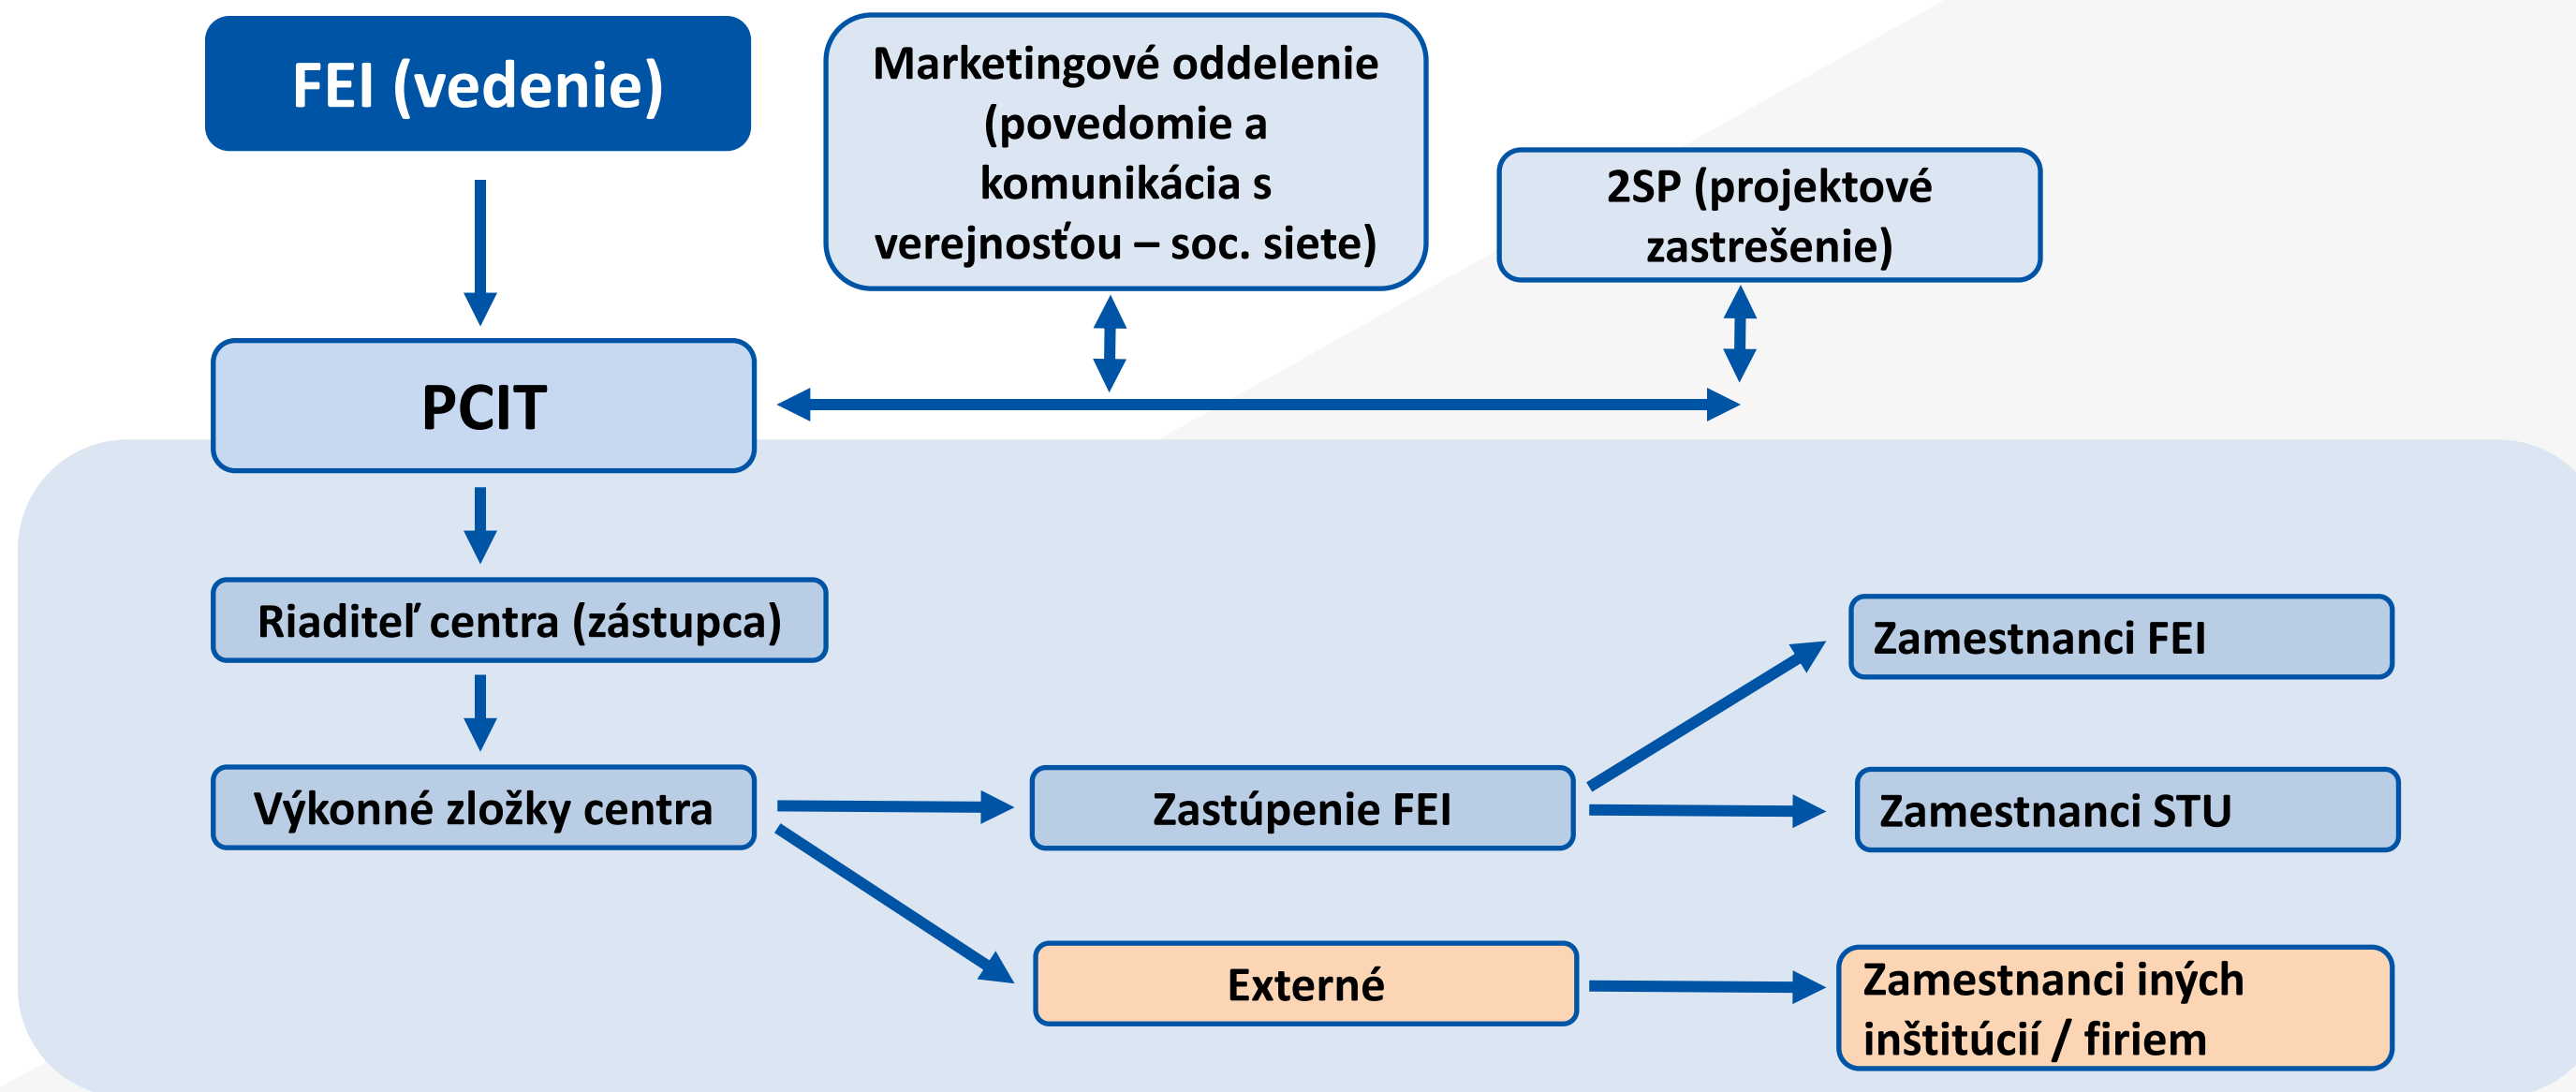 FEI (vedenie)
Marketingové oddelenie
(povedomie a
komunikácia s
verejnosťou – soc. siete)
2SP (projektové
zastrešenie)
PCIT
Riaditeľ centra (zástupca)
Zamestnanci FEI
Výkonné zložky centra
Zastúpenie FEI
Zamestnanci STU
Externé
Zamestnanci iných
inštitúcií / firiem